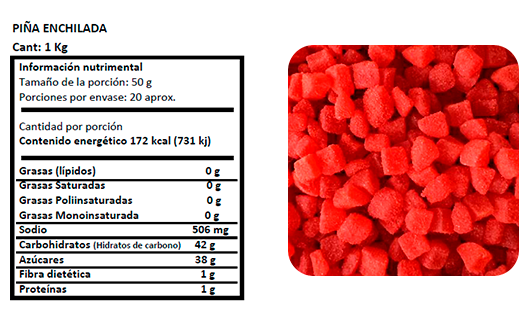 PIÑA ENCHILADA
Cant: 1 Kg
Información nutrimental
Tamaño de la porción: 50 g
Porciones por envase: 20 aprox.
Cantidad por porción
Contenido energético 172 kcal (731 kj)
Grasas (lípidos) 0 g
Grasas Saturadas 0 g
Grasas Poliinsaturadas 0 g
Grasas Monoinsaturada 0 g
Sodio 506 mg
Carbohidratos (Hidratos de carbono) 42 g
Azúcares 38 g
Fibra dietética 1 g
Proteínas 1 g